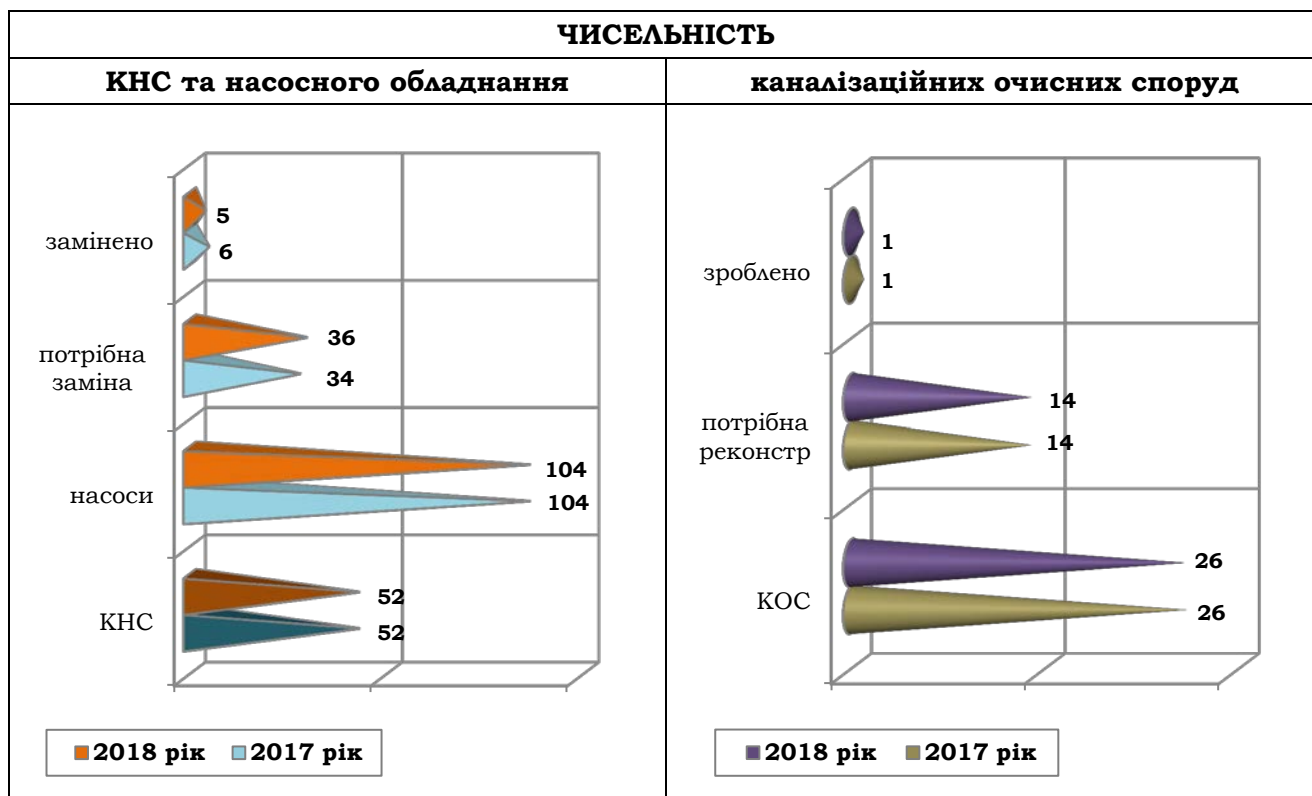 ЧИСЕЛЬНІСТЬ
КНС та насосного обладнання
каналізаційних очисних споруд
замінено
5
6
потрібна
заміна
36
34
насоси
104
104
КНС
52
52
2018 рік 2017 рік
зроблено
1
1
потрібна
реконстр
14
14
КОС
26
26
2018 рік 2017 рік